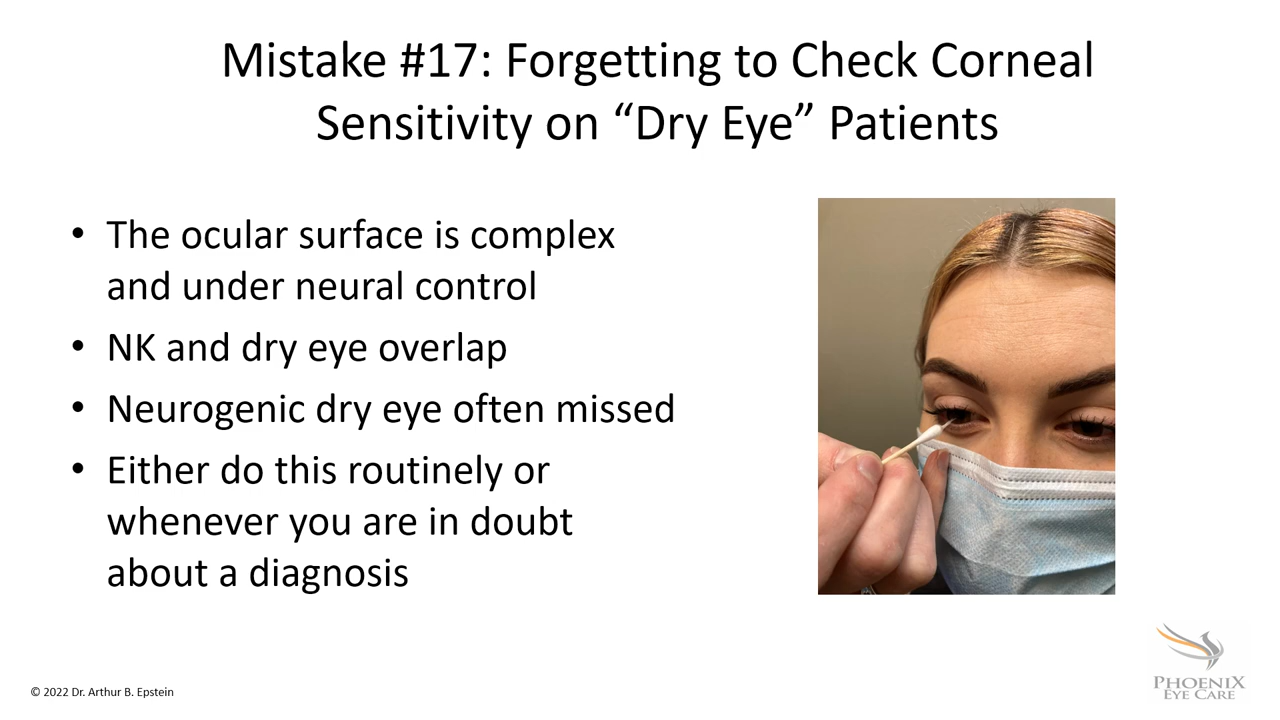 Mistake #17: Forgetting to Check Corneal
Sensitivity on “Dry Eye” Patients
• The ocular surface is complex
and under neural control
• NK and dry eye overlap
• Neurogenic dry eye often missed
• Either do this routinely or
whenever you are in doubt
about a diagnosis
© 2022 Dr. Arthur B. Epstein
PHOENIX
EYE CARE